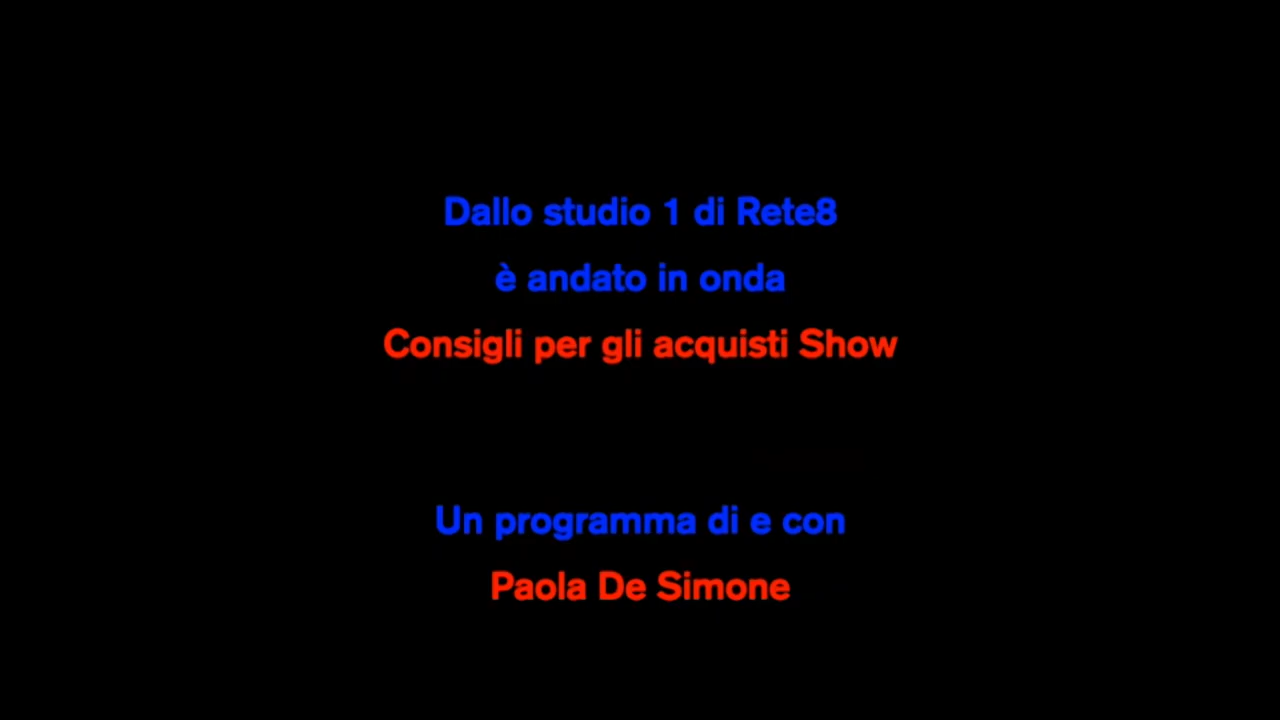 Dallo studio 1 di Rete8
è andato in onda
Consigli per gli acquisti Show
Un programma di e con
Paola De Simone